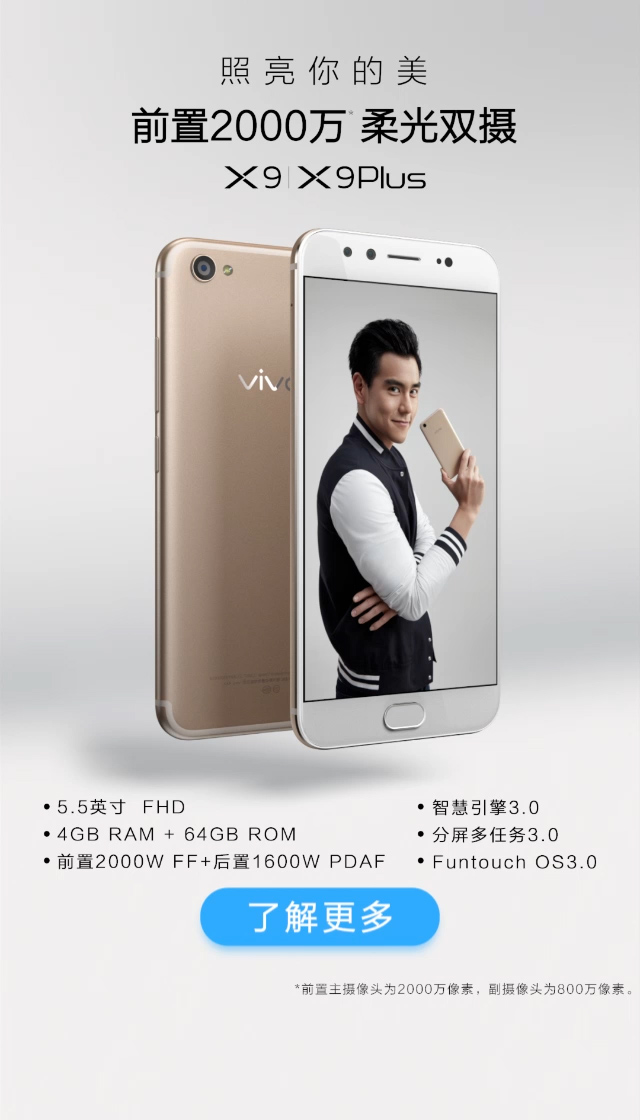 照亮你的美
前置2000万* 柔光双摄
X9 | X9Plus
vivo
• 5.5英寸 FHD
• 4GB RAM + 64GB ROM
• 前置2000W FF+后置1600W PDAF
• 智慧引擎3.0
• 分屏多任务3.0
• Funtouch OS3.0
了解更多
*前置主摄像头为2000万像素，副摄像头为800万像素。